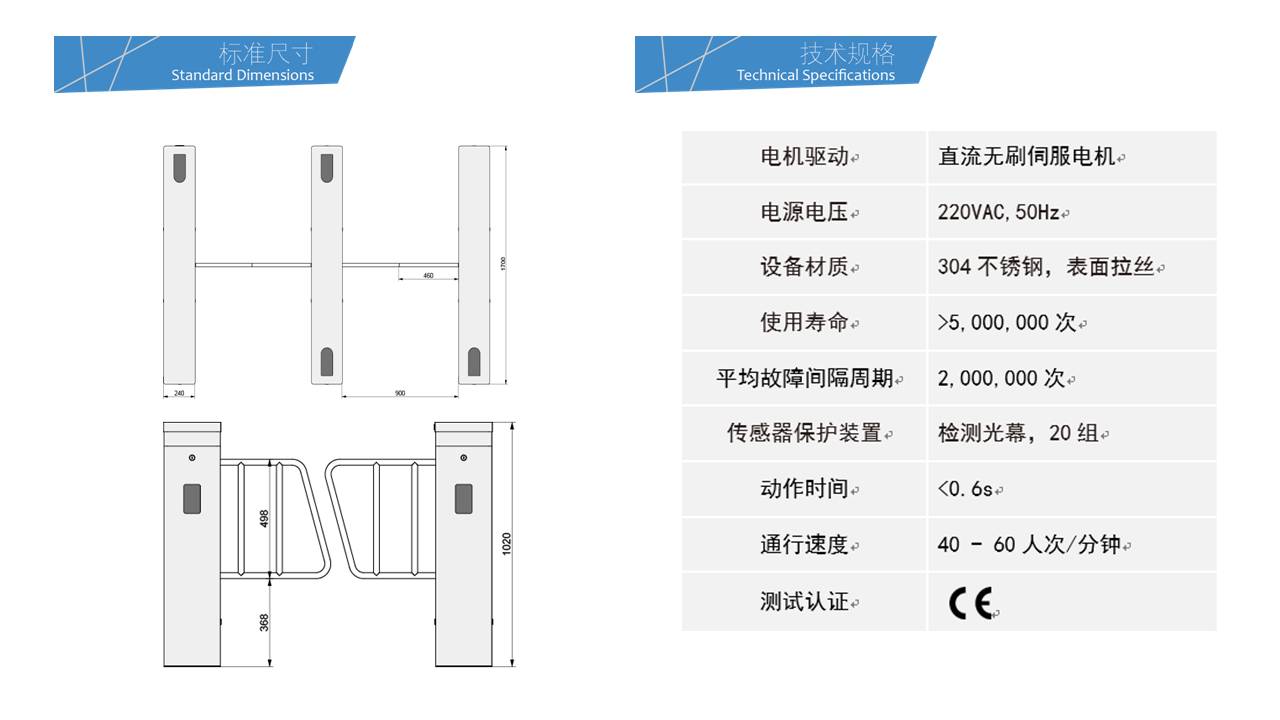 标准尺寸
Standard Dimensions
技术规格
Technical Specifications
460
1700
240
900
498
368
1020
电机驱动 直流无刷伺服电机
电源电压 220VAC,50Hz
设备材质 304 不锈钢，表面拉丝
使用寿命 >5,000,000 次
平均故障间隔周期 2,000,000 次
传感器保护装置 检测光幕，20 组
动作时间 <0.6s
通行速度 40 – 60 人次/分钟
测试认证 CE